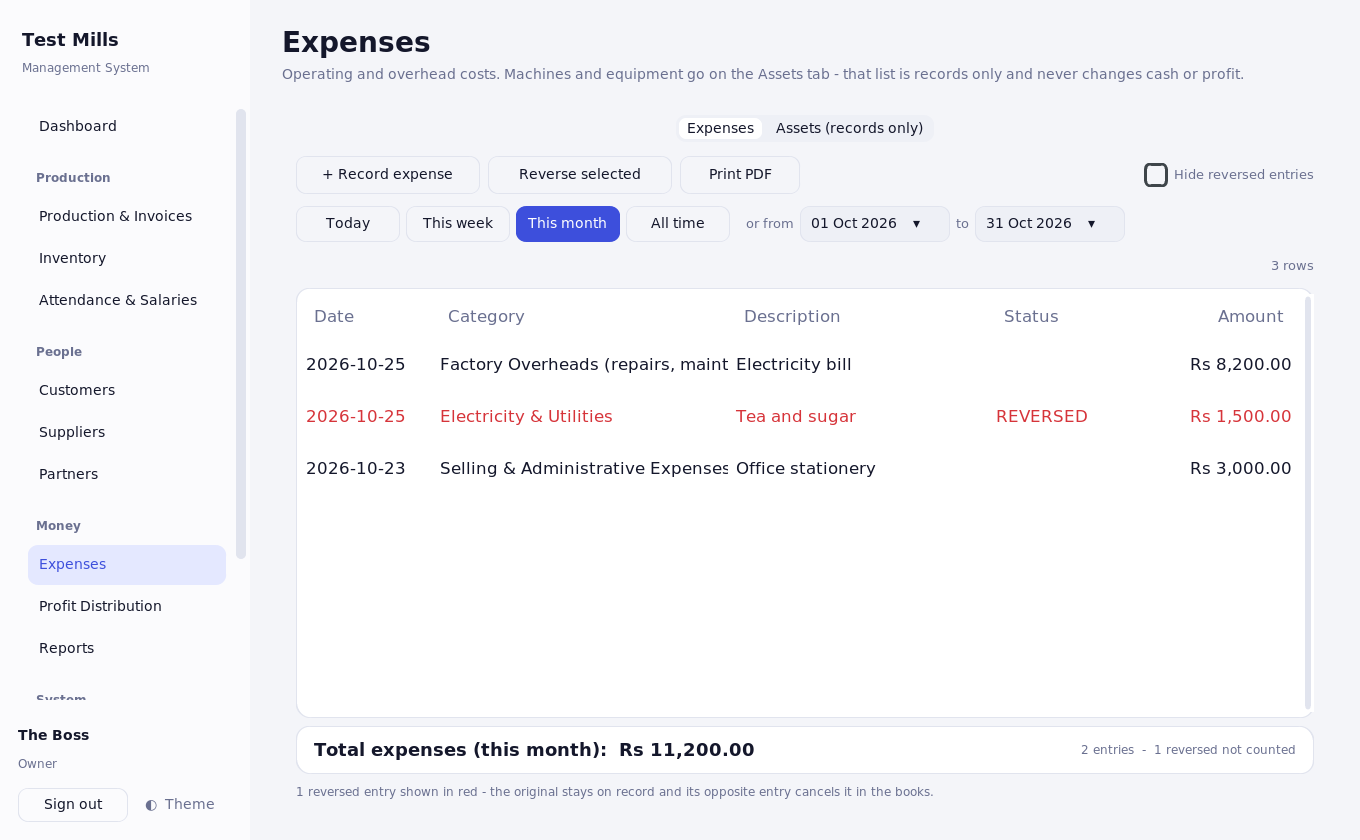 Test Mills
Management System
Dashboard
Production
Production & Invoices
Inventory
Attendance & Salaries
People
Customers
Suppliers
Partners
Money
Expenses
Profit Distribution
Reports
System
The Boss
Owner
Sign out
Theme
Expenses
Operating and overhead costs. Machines and equipment go on the Assets tab - that list is records only and never changes cash or profit.
Expenses Assets (records only)
+ Record expense Reverse selected Print PDF Hide reversed entries
Today This week This month All time or from 01 Oct 2026 ▾ to 31 Oct 2026 ▾
3 rows
Date Category Description Status Amount
2026-10-25 Factory Overheads (repairs, maint Electricity bill Rs 8,200.00
2026-10-25 Electricity & Utilities Tea and sugar REVERSED Rs 1,500.00
2026-10-23 Selling & Administrative Expenses Office stationery Rs 3,000.00
Total expenses (this month): Rs 11,200.00 2 entries - 1 reversed not counted
1 reversed entry shown in red - the original stays on record and its opposite entry cancels it in the books.